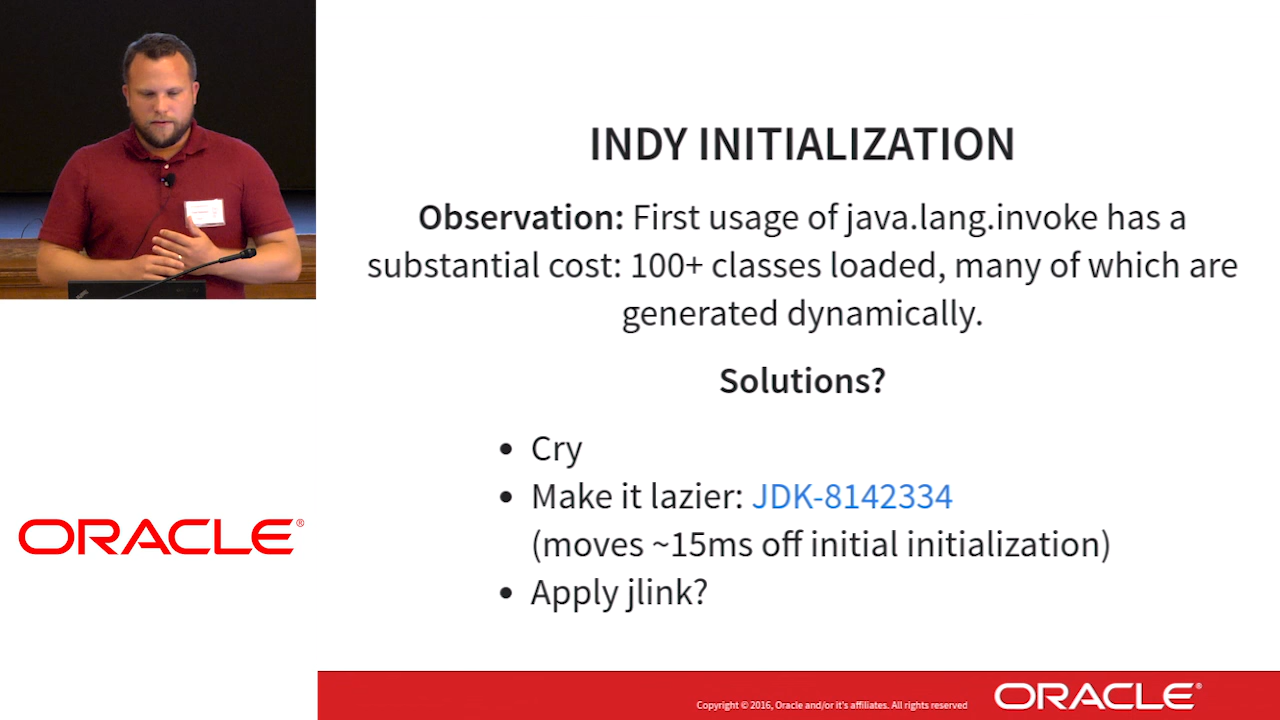 INDY INITIALIZATION
Observation: First usage of java.lang.invoke has a
substantial cost: 100+ classes loaded, many of which are
generated dynamically.
Solutions?
• Cry
• Make it lazier: JDK-8142334
(moves ~15ms off initial initialization)
• Apply jlink?
ORACLE®
Copyright © 2016, Oracle and/or it's affiliates. All rights reserved
ORACLE®